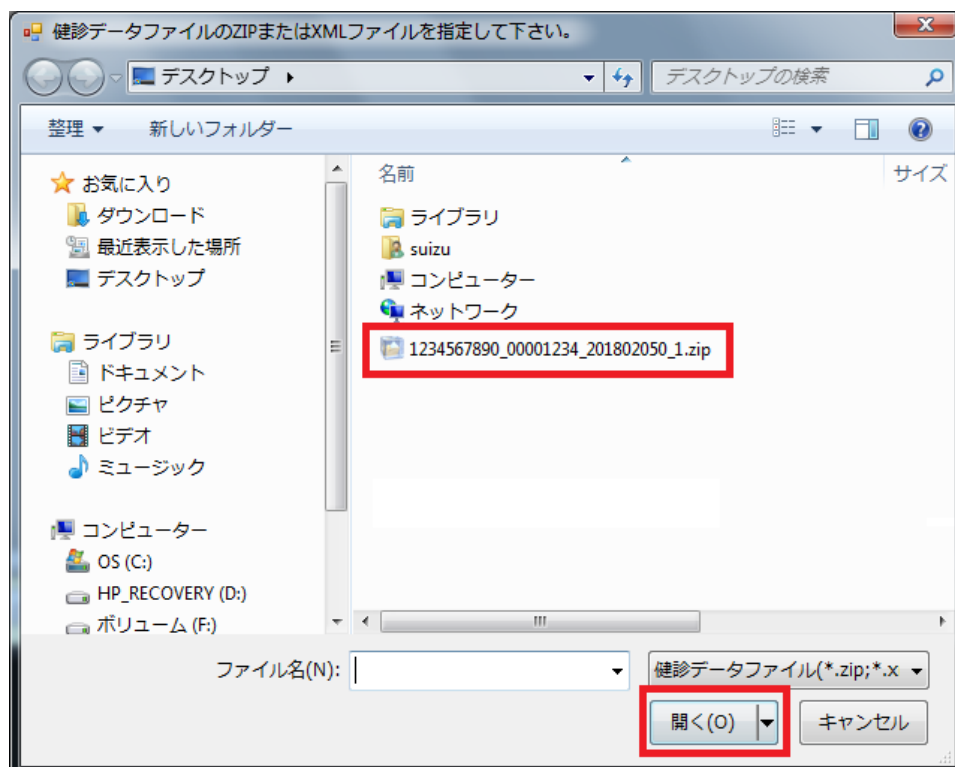 健診データファイルのZIPまたはXMLファイルを指定して下さい。
デスクトップ
デスクトップの検索
整理 新しいフォルダー
お気に入り
ダウンロード
最近表示した場所
デスクトップ
ライブラリ
ドキュメント
ピクチャ
ビデオ
ミュージック
コンピューター
OS (C:)
HP_RECOVERY (D:)
ボリューム (F:)
名前 サイズ
ライブラリ
suizu
コンピューター
ネットワーク
1234567890_00001234_201802050_1.zip
ファイル名(N): 健診データファイル(*.zip;*.x
開く(O) キャンセル